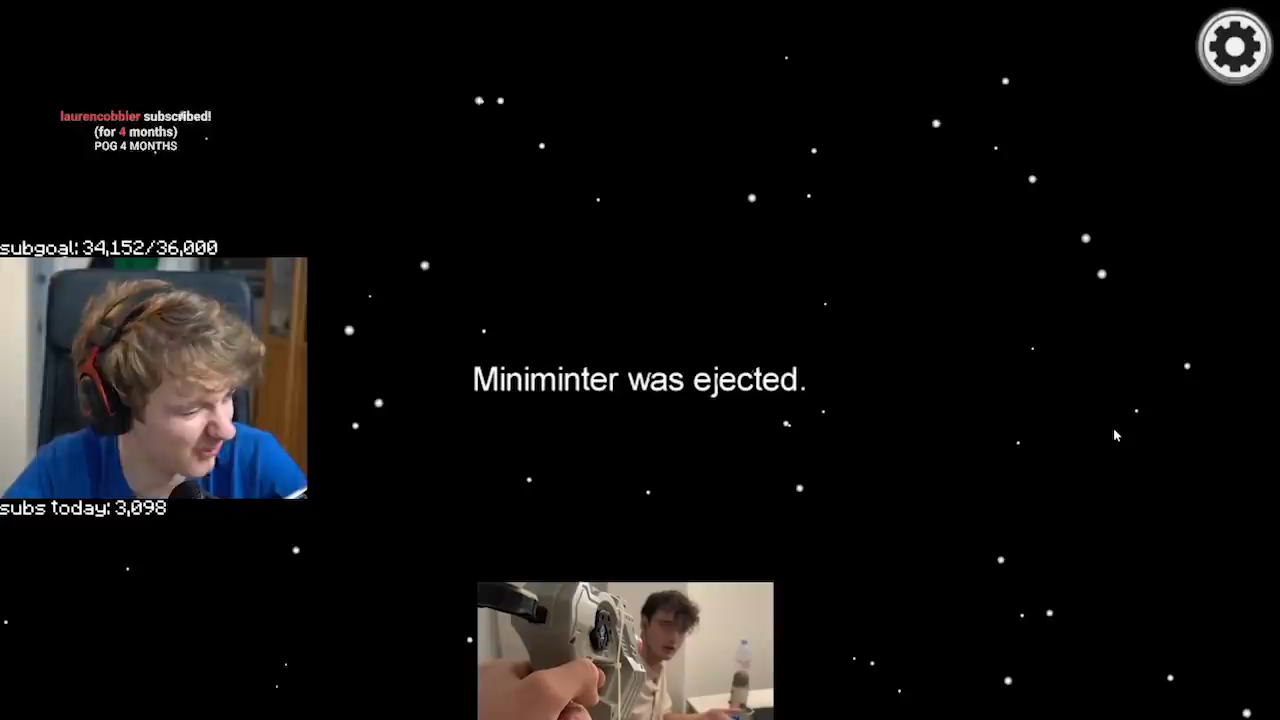 laurencobbler subscribed!
(for 4 months)
POG 4 MONTHS
subgoal: 34,152/36,000
Miniminter was ejected.
subs today: 3,098